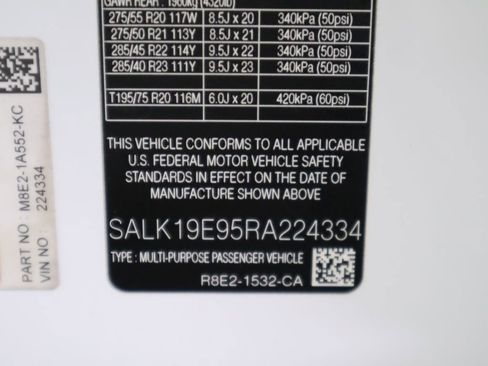 GAWR REAR : 1960kg (4320lb)
275/55 R20 117W 8.5J x 20 340kPa (50psi)
275/50 R21 113Y 8.5J x 21 340kPa (50psi)
285/45 R22 114Y 9.5J x 22 340kPa (50psi)
285/40 R23 111Y 9.5J x 23 340kPa (50psi)
T195/75 R20 116M 6.0J x 20 420kPa (60psi)
THIS VEHICLE CONFORMS TO ALL APPLICABLE
U.S. FEDERAL MOTOR VEHICLE SAFETY
STANDARDS IN EFFECT ON THE DATE OF
MANUFACTURE SHOWN ABOVE
SALK19E95RA224334
TYPE : MULTI-PURPOSE PASSENGER VEHICLE
R8E2-1532-CA
PART NO : M8E2-1A552-KC
VIN NO 224334